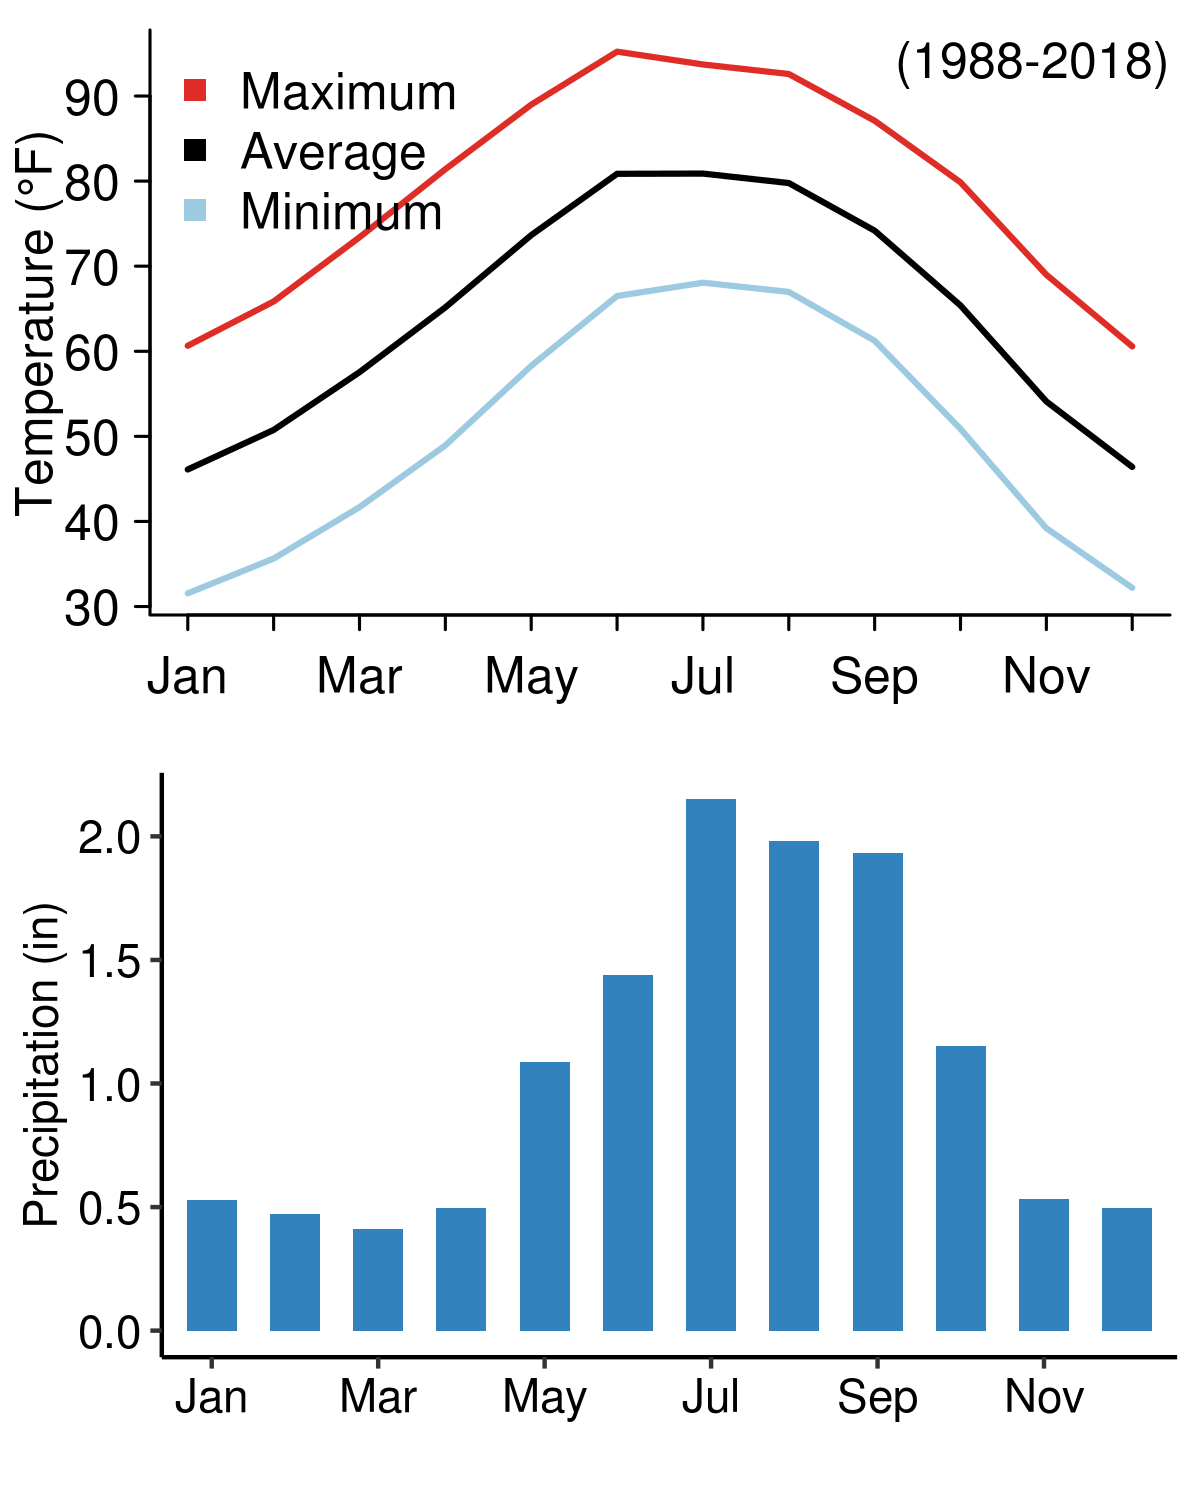 (1988-2018)
Maximum
Average
Minimum
Temperature (°F)
90
80
70
60
50
40
30
Jan Mar May Jul Sep Nov
Precipitation (in)
2.0
1.5
1.0
0.5
0.0
Jan Mar May Jul Sep Nov